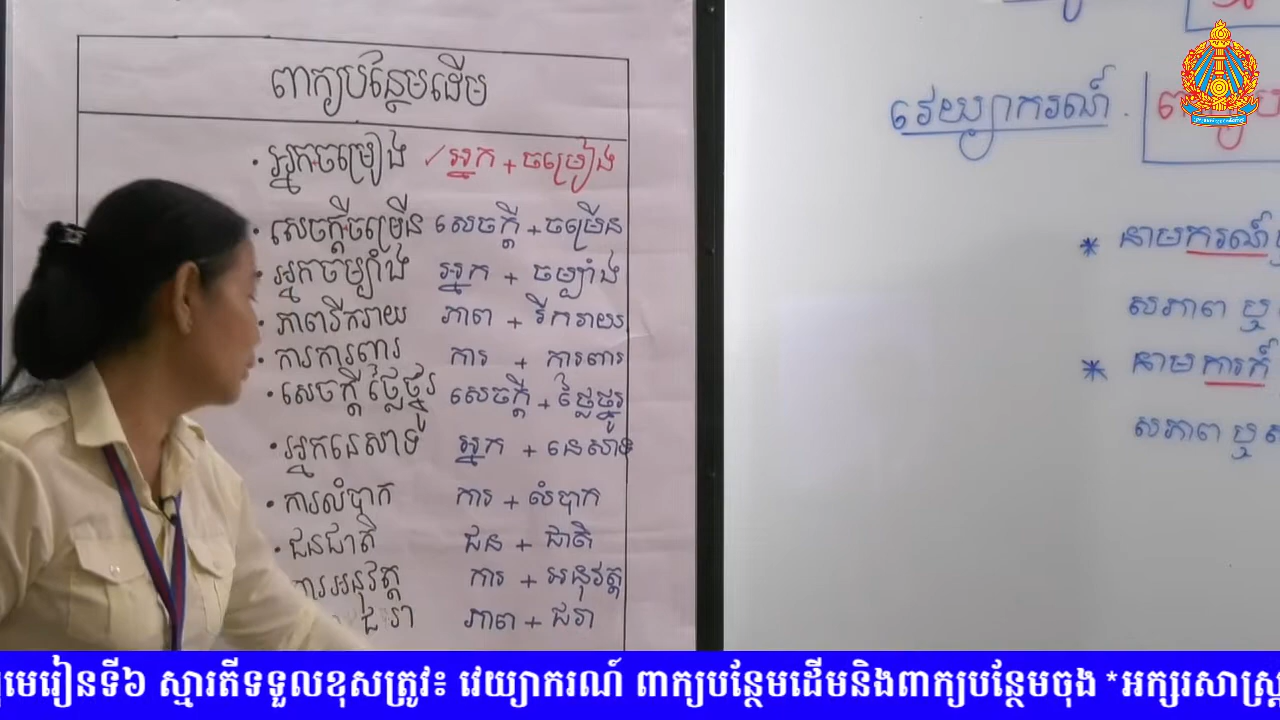 ពាក្យបន្ថែមដើម
• អ្នកចម្រៀង ✓អ្នក + ចម្រៀង
• សេចក្ដីចម្រើន សេចក្ដី + ចម្រើន
អ្នកចម្បាំង អ្នក + ចម្បាំង
• ភាពរីករាយ ភាព + រីករាយ
• ការការពារ ការ + ការពារ
• សេចក្ដីថ្លៃថ្នូរ សេចក្ដី + ថ្លៃថ្នូរ
• អ្នកនេសាទ អ្នក + នេសាទ
• ការលំបាក ការ + លំបាក
• ជនជាតិ ជន + ជាតិ
ការអនុវត្ត ការ + អនុវត្ត
ជរា ភាព + ជរា
វេយ្យាករណ៍.
* នាមករណ៍
សភាព ឬ
* នាមការក៍
សភាព ឬ
មេរៀនទី៦ ស្មារតីទទួលខុសត្រូវ៖ វេយ្យាករណ៍ ពាក្យបន្ថែមដើមនិងពាក្យបន្ថែមចុង *អក្សរសាស្ត្រ